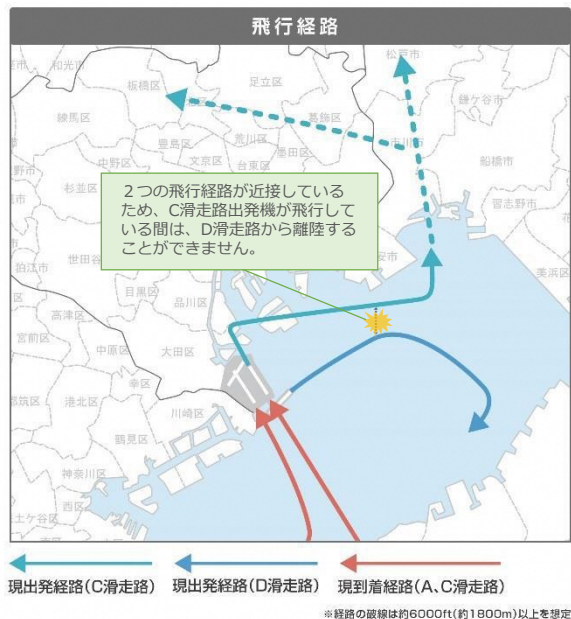 飛行経路
松戸市
和光市
板橋区
足立区
北区
鎌ケ谷市
葛飾区
練馬区
荒川区
市川市
豊島区
墨田区
船橋市
中野区
文京区
台東区
杉並区
習志野市
2つの飛行経路が近接している
ため、C滑走路出発機が飛行して
いる間は、D滑走路から離陸する
ことができません。
安市
世田谷
狛江市
目黒区
美浜区
品川区
高津区
宮前区
大田区
中原区
幸区
都筑区
港北区
川崎区
鶴見区
神奈川区
西区
土ケ谷区
現出発経路(C滑走路)
現出発経路(D滑走路)
現到着経路(A、C滑走路)
※経路の破線は約6000ft(約1800m)以上を想定